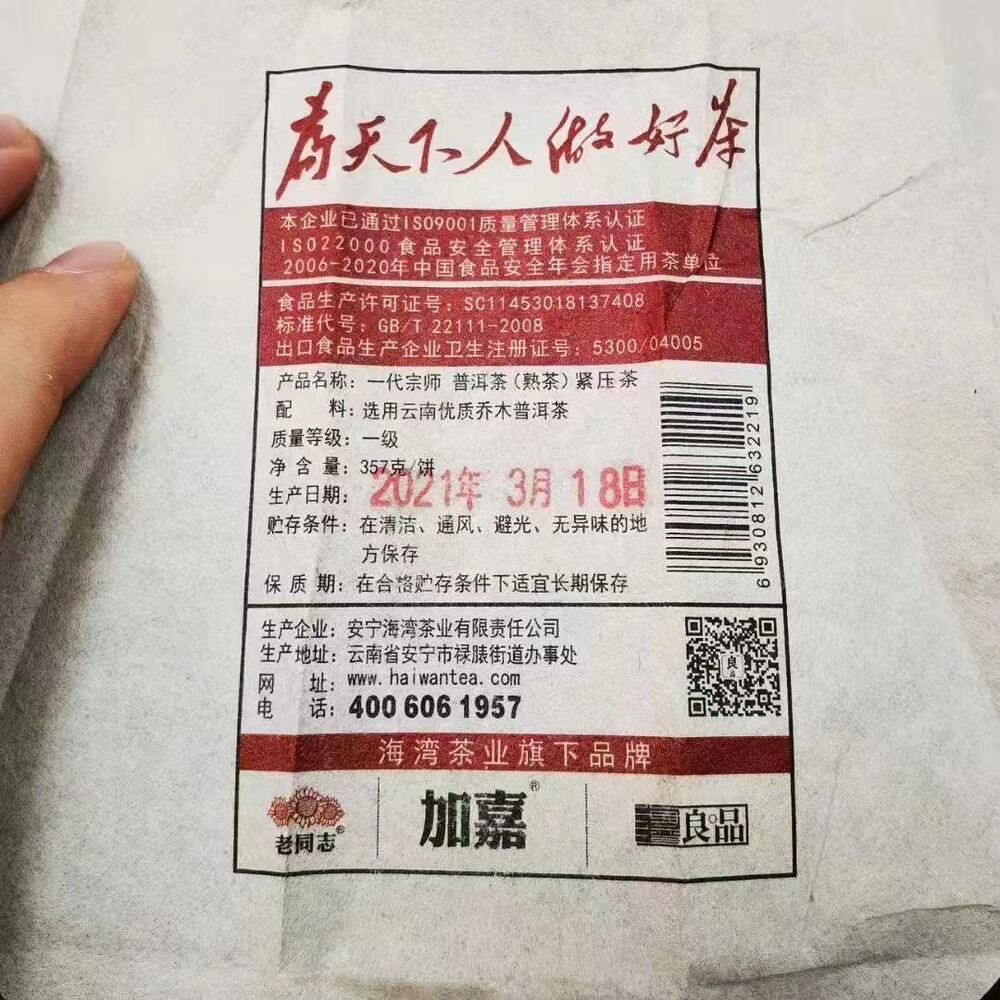 为天下人做好茶
本企业已通过ISO9001质量管理体系认证
ISO22000食品安全管理体系认证
2006-2020年中国食品安全年会指定用茶单位
食品生产许可证号：SC11453018137408
标准代号：GB/T 22111-2008
出口食品生产企业卫生注册证号：5300/04005
产品名称：一代宗师 普洱茶（熟茶）紧压茶
配 料：选用云南优质乔木普洱茶
质量等级：一级
净 含 量：357克/饼
生产日期：2021年 3月 18日
贮存条件：在清洁、通风、避光、无异味的地
方保存
保 质 期：在合格贮存条件下适宜长期保存
6930812632219
生产企业：安宁海湾茶业有限责任公司
生产地址：云南省安宁市禄脿街道办事处
网 址：www.haiwantea.com
电 话：400 606 1957
良品
海湾茶业旗下品牌
老同志®
加嘉®
良品